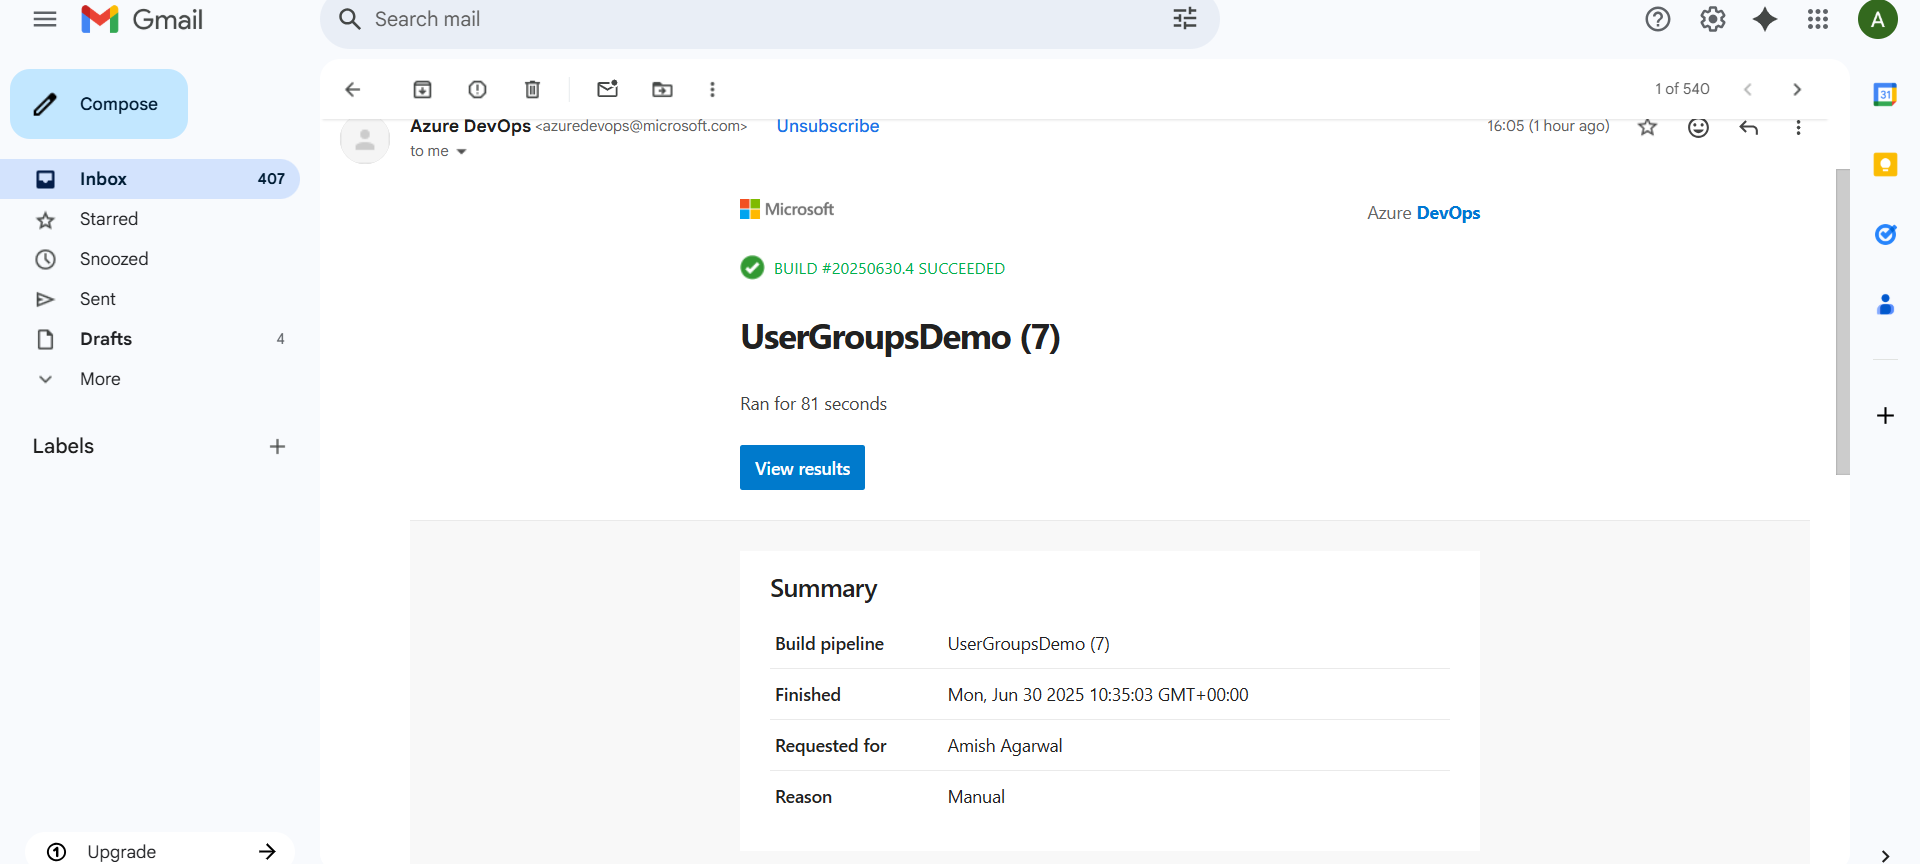 Gmail
Search mail
A
Compose
1 of 540
31
Azure DevOps <azuredevops@microsoft.com> Unsubscribe
16:05 (1 hour ago)
to me
Inbox 407
Starred
Snoozed
Sent
Drafts 4
More
Labels
Microsoft
Azure DevOps
BUILD #20250630.4 SUCCEEDED
UserGroupsDemo (7)
Ran for 81 seconds
View results
Summary
Build pipeline UserGroupsDemo (7)
Finished Mon, Jun 30 2025 10:35:03 GMT+00:00
Requested for Amish Agarwal
Reason Manual
1 Upgrade